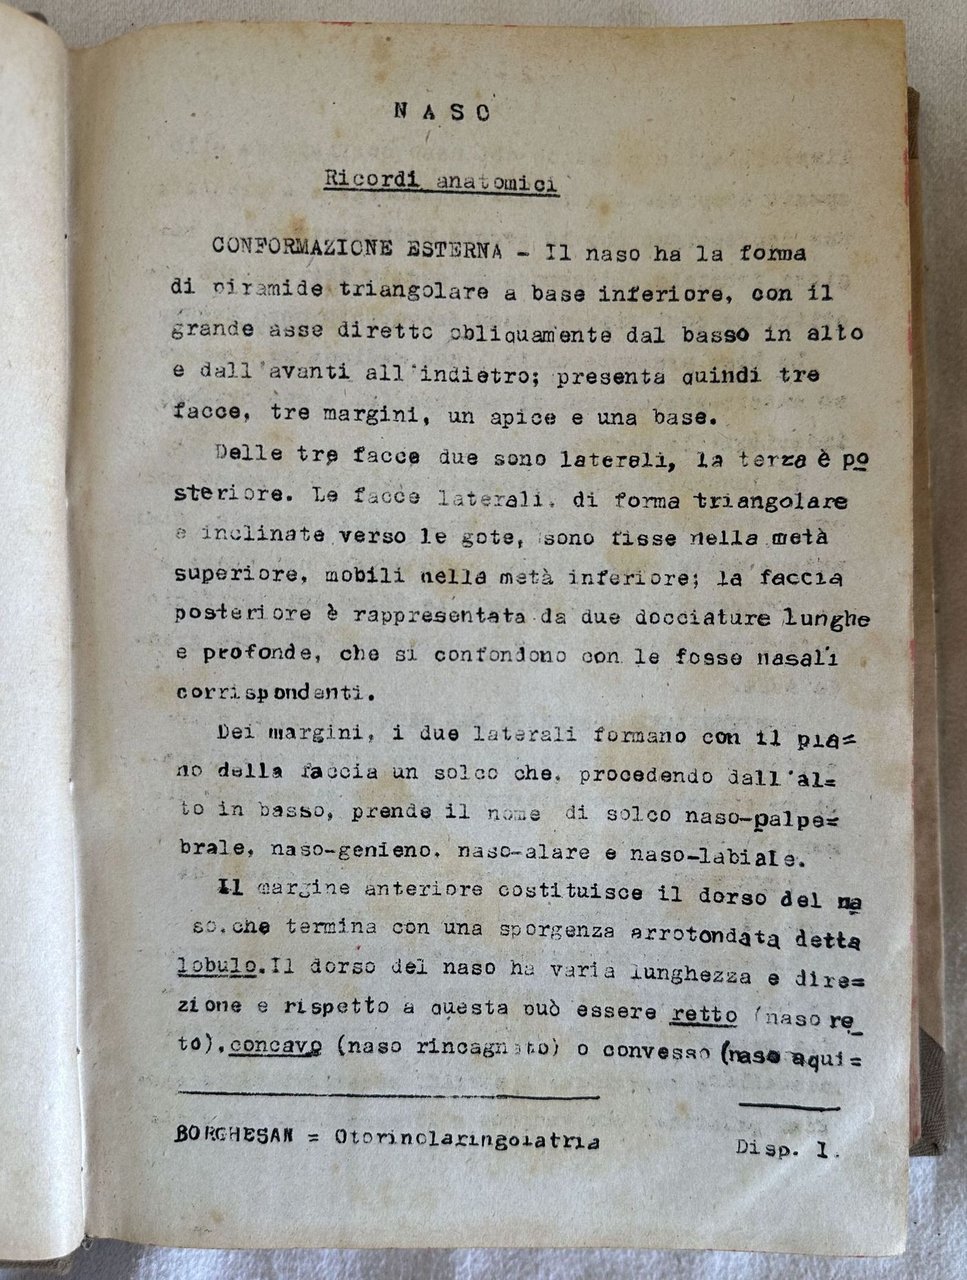 NASO
Ricordi anatomici
CONFORMAZIONE ESTERNA - Il naso ha la forma
di piramide triangolare a base inferiore, con il
grande asse diretto obliquamente dal basso in alto
e dall'avanti all'indietro; presenta quindi tre
facce, tre margini, un apice e una base.
Delle tre facce due sono laterali, la terza è po
steriore. Le facce laterali, di forma triangolare
e inclinate verso le gote, sono fisse nella metà
superiore, mobili nella metà inferiore; la faccia
posteriore è rappresentata da due docciature lunghe
e profonde, che si confondono con le fosse nasali
corrispondenti.
Dei margini, i due laterali formano con il pia=
no della faccia un solco che, procedendo dall'al=
to in basso, prende il nome di solco naso-palpe=
brale, naso-genieno, naso-alare e naso-labiale.
Il margine anteriore costituisce il dorso del na
so,che termina con una sporgenza arrotondata detta
lobulo.Il dorso del naso ha varia lunghezza e dire=
zione e rispetto a questa può essere retto (naso re_
to),concavo (naso rincagnato) o convesso (naso aqui=
BORGHESAN = Otorinolaringoiatria
Disp. I.